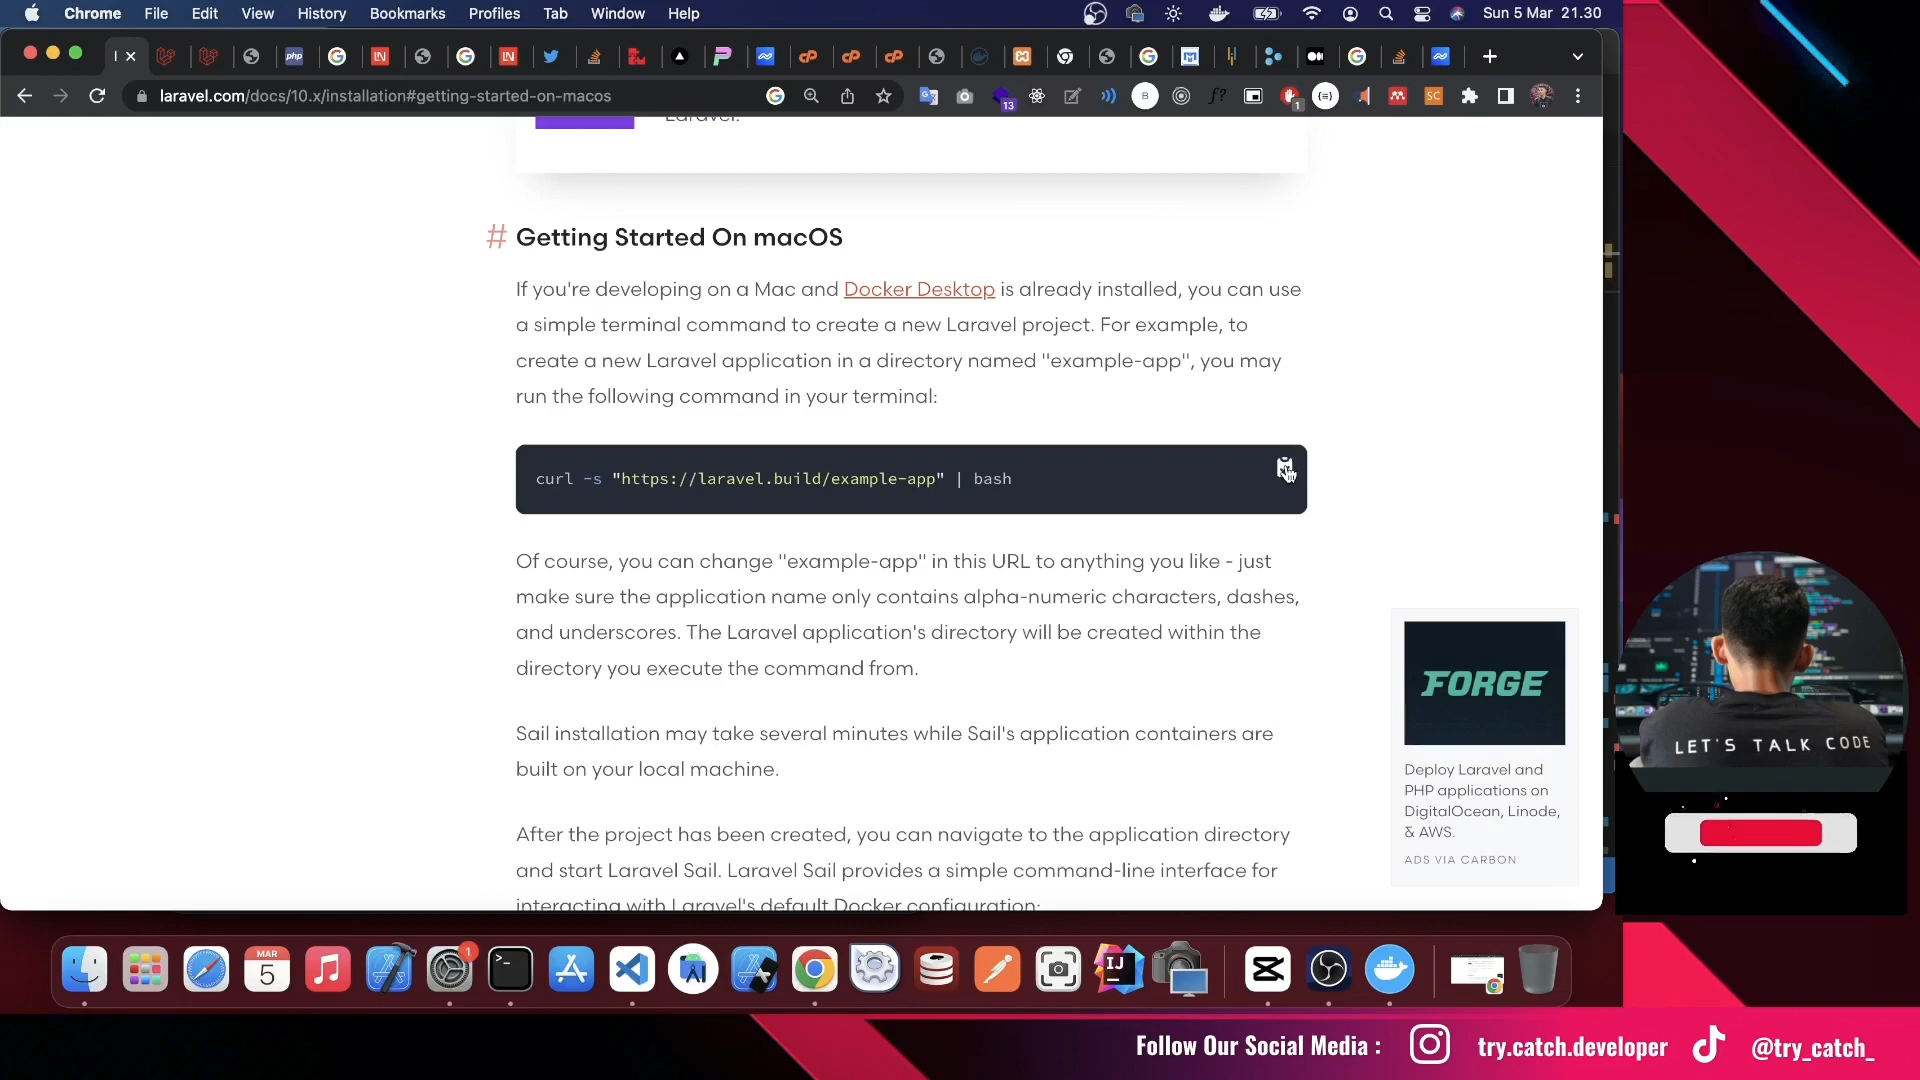 Chrome File Edit View History Bookmarks Profiles Tab Window Help Sun 5 Mar 21.30
laravel.com/docs/10.x/installation#getting-started-on-macos
Laravel.
# Getting Started On macOS
If you're developing on a Mac and Docker Desktop is already installed, you can use
a simple terminal command to create a new Laravel project. For example, to
create a new Laravel application in a directory named "example-app", you may
run the following command in your terminal:
curl -s "https://laravel.build/example-app" | bash
Of course, you can change "example-app" in this URL to anything you like - just
make sure the application name only contains alpha-numeric characters, dashes,
and underscores. The Laravel application's directory will be created within the
directory you execute the command from.
Sail installation may take several minutes while Sail's application containers are
built on your local machine.
After the project has been created, you can navigate to the application directory
and start Laravel Sail. Laravel Sail provides a simple command-line interface for
interacting with Laravel's default Docker configuration:
FORGE
Deploy Laravel and
PHP applications on
DigitalOcean, Linode,
& AWS.
ADS VIA CARBON
LET'S TALK CODE
MAR
5
1
Follow Our Social Media :
try.catch.developer
@try_catch_